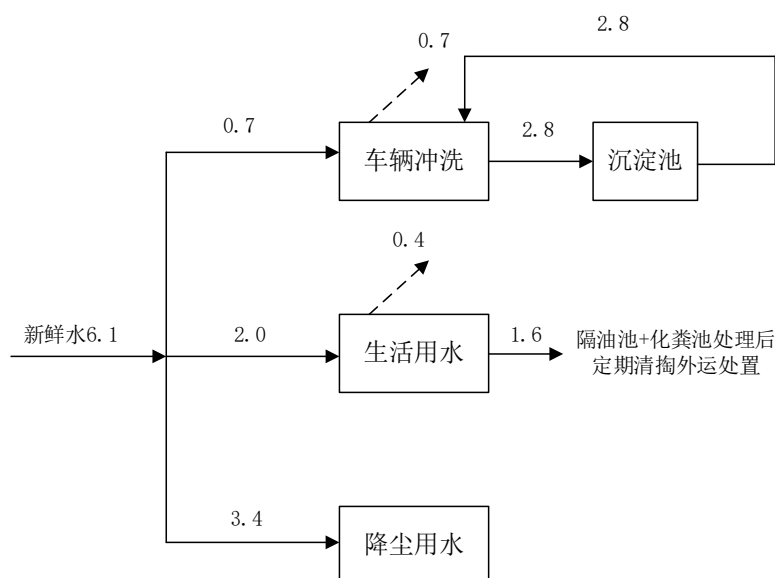 0.7
2.8
0.7
车辆冲洗
2.8
沉淀池
0.4
新鲜水6.1
2.0
生活用水
1.6
隔油池+化粪池处理后
定期清掏外运处置
3.4
降尘用水